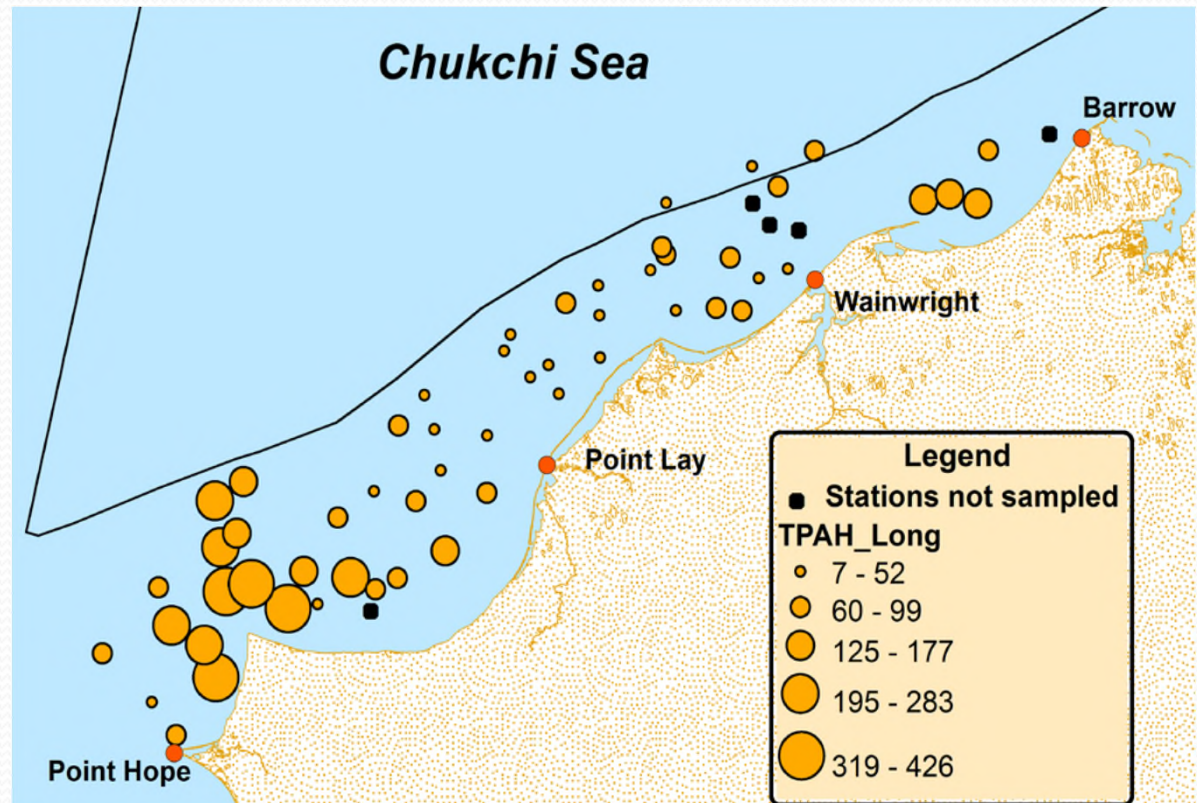 Chukchi Sea
Barrow
Wainwright
Point Lay
Point Hope
Legend
Stations not sampled
TPAH_Long
7 - 52
60 - 99
125 - 177
195 - 283
319 - 426